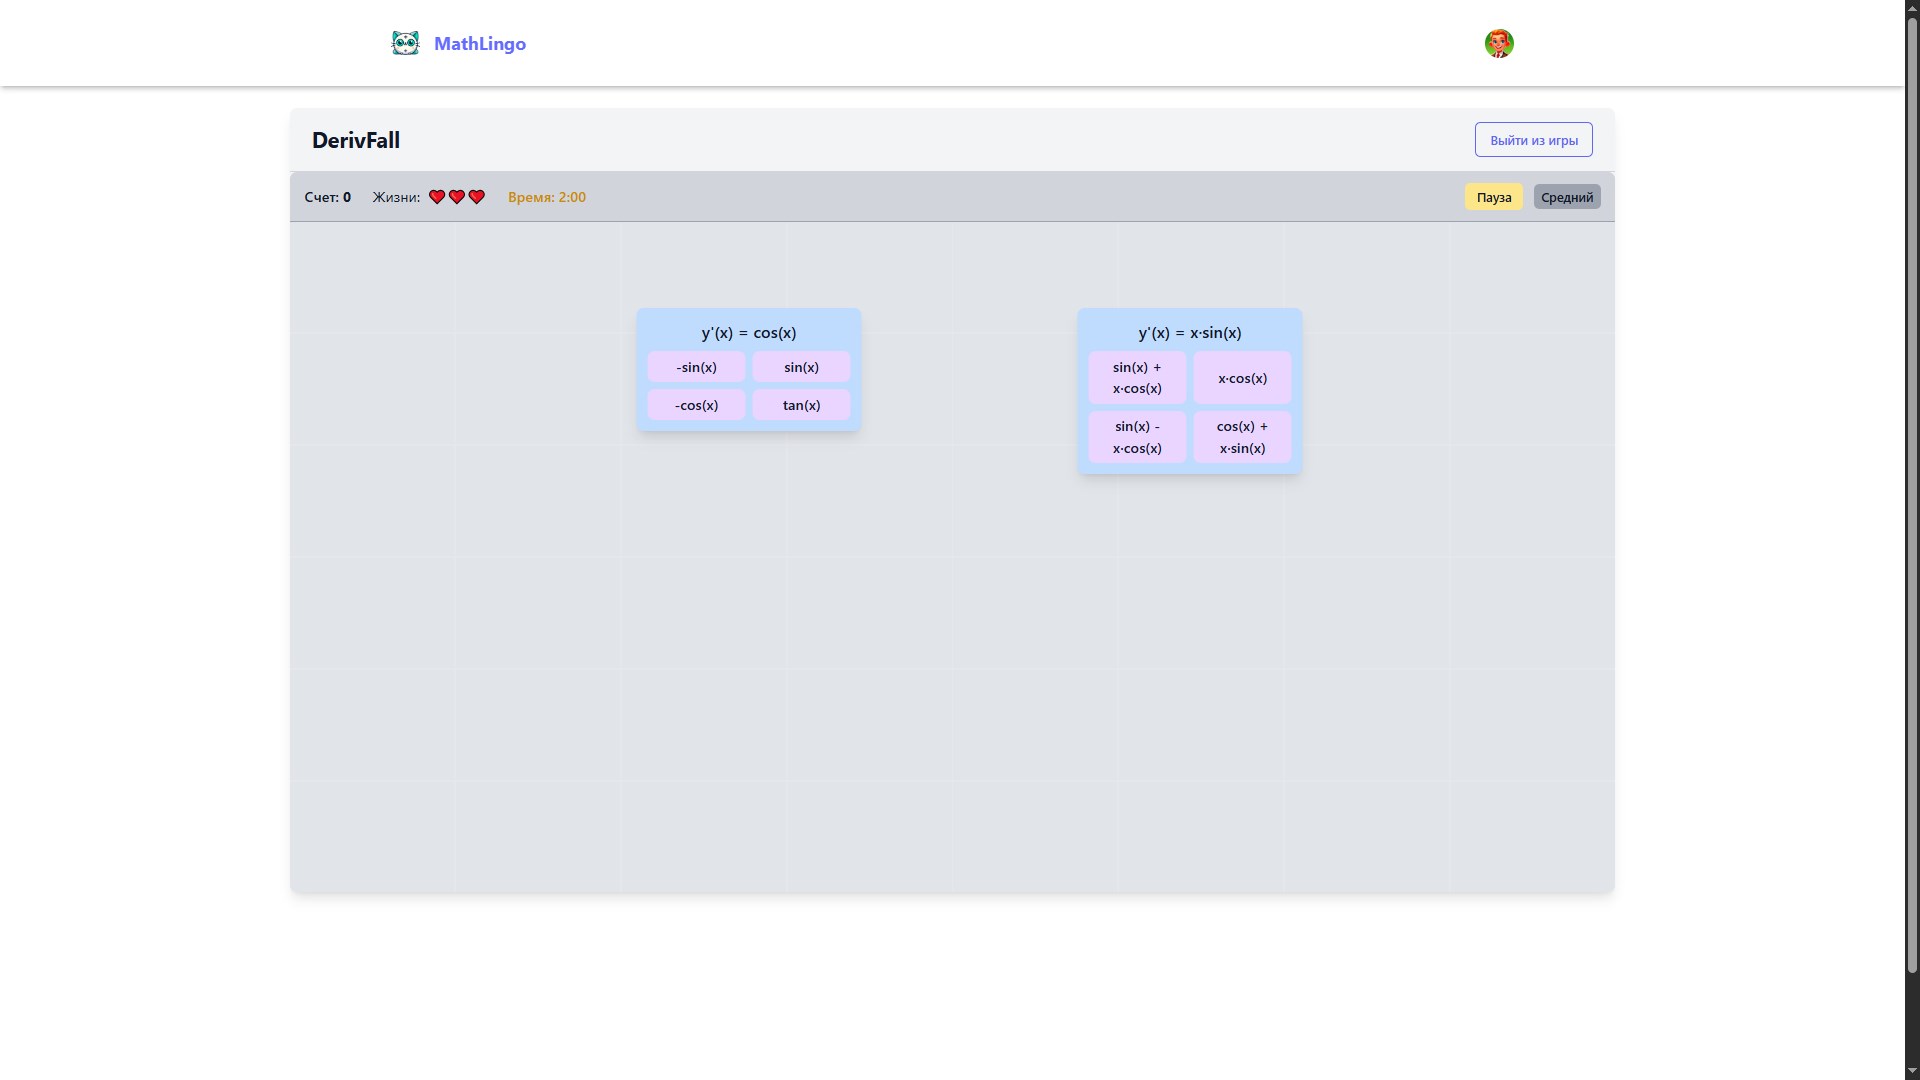 MathLingo
DerivFall
Выйти из игры
Счет: 0 Жизни: Время: 2:00 Пауза Средний
y'(x) = cos(x)
-sin(x) sin(x)
-cos(x) tan(x)
y'(x) = x·sin(x)
sin(x) +
x·cos(x)
x·cos(x)
sin(x) -
x·cos(x)
cos(x) +
x·sin(x)